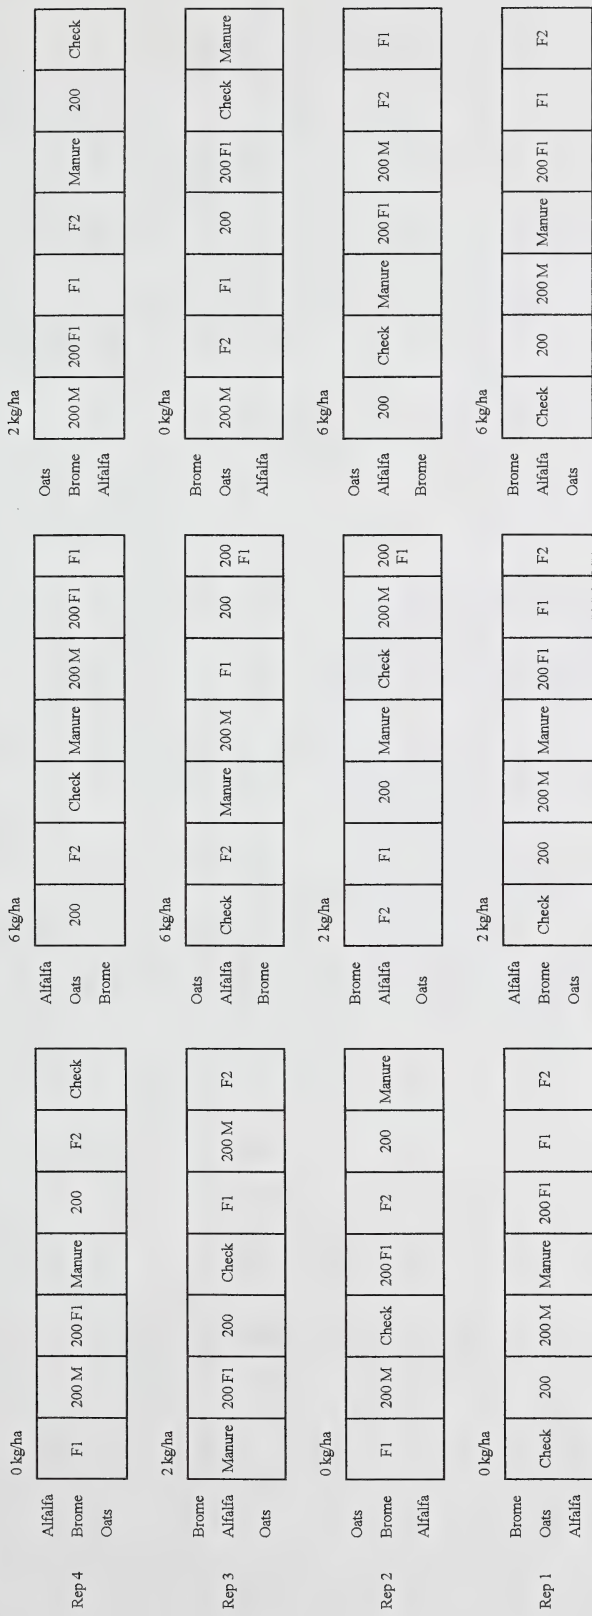 0 kg/ha 6 kg/ha 2 kg/ha
Alfalfa Alfalfa Oats
Rep 4 Brome F1 200 M 200 F1 Manure 200 F2 Check Oats 200 F2 Check Manure 200 M 200 F1 F1 Brome 200 M 200 F1 F1 F2 Manure 200 Check
Oats Brome Alfalfa
2 kg/ha 6 kg/ha 0 kg/ha
Brome Oats Brome
Rep 3 Alfalfa Manure 200 F1 200 Check F1 200 M F2 Alfalfa Check F2 Manure 200 M F1 200 200 F1 Oats 200 M F2 F1 200 200 F1 Check Manure
Oats Brome Alfalfa
0 kg/ha 2 kg/ha 6 kg/ha
Oats Brome Oats
Rep 2 Brome F1 200 M Check 200 F1 F2 200 Manure Alfalfa F2 F1 200 Manure Check 200 M 200 F1 Alfalfa 200 Check Manure 200 F1 200 M F2 F1
Alfalfa Oats Brome
0 kg/ha 2 kg/ha 6 kg/ha
Brome Alfalfa Brome
Rep 1 Oats Check 200 200 M Manure 200 F1 F1 F2 Brome Check 200 200 M Manure 200 F1 F1 F2 Alfalfa Check 200 200 M Manure 200 F1 F1 F2
Alfalfa Oats Oats